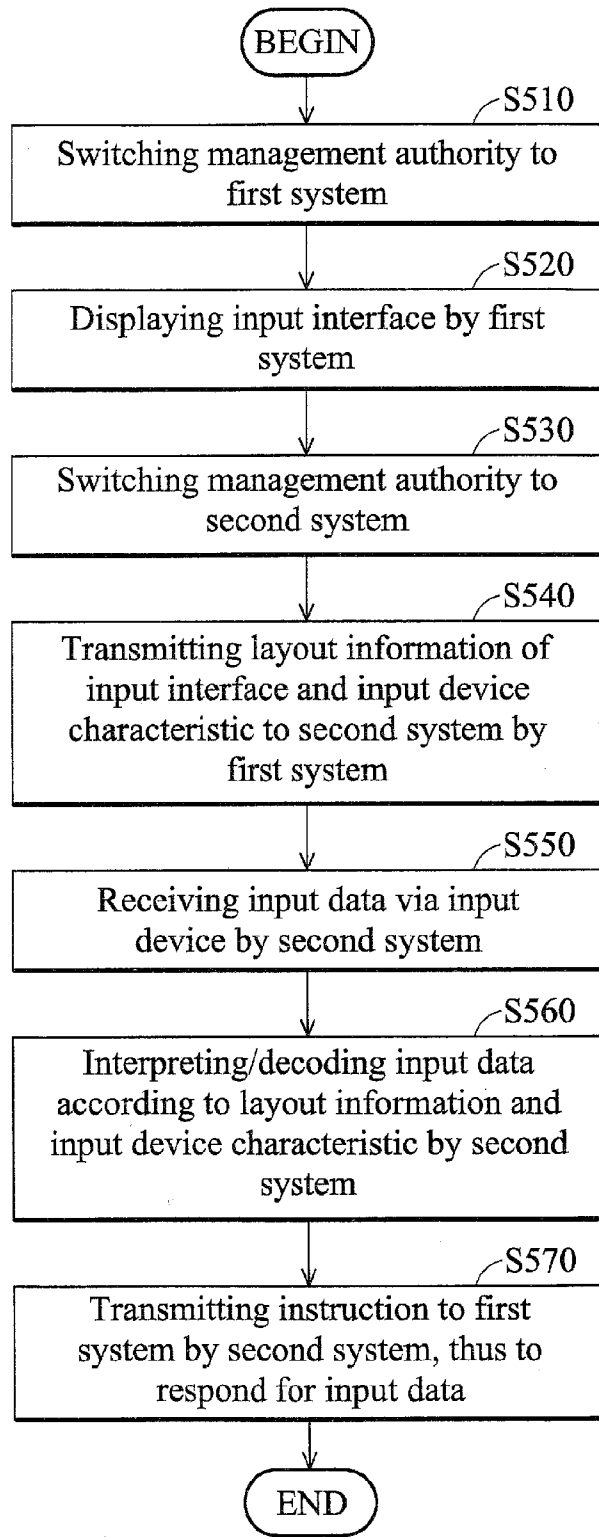 BEGIN
S510
Switching management authority to
first system
S520
Displaying input interface by first
system
S530
Switching management authority to
second system
S540
Transmitting layout information of
input interface and input device
characteristic to second system by
first system
S550
Receiving input data via input
device by second system
S560
Interpreting/decoding input data
according to layout information and
input device characteristic by second
system
S570
Transmitting instruction to first
system by second system, thus to
respond for input data
END